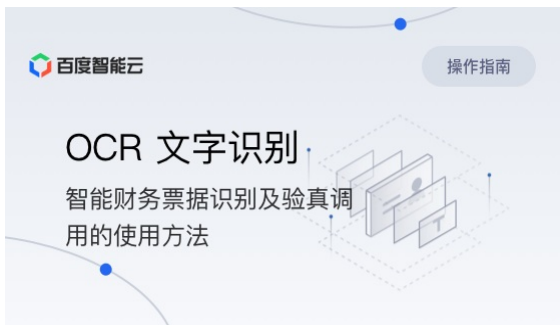 百度智能云
操作指南
OCR 文字识别
智能财务票据识别及验真调
用的使用方法
T